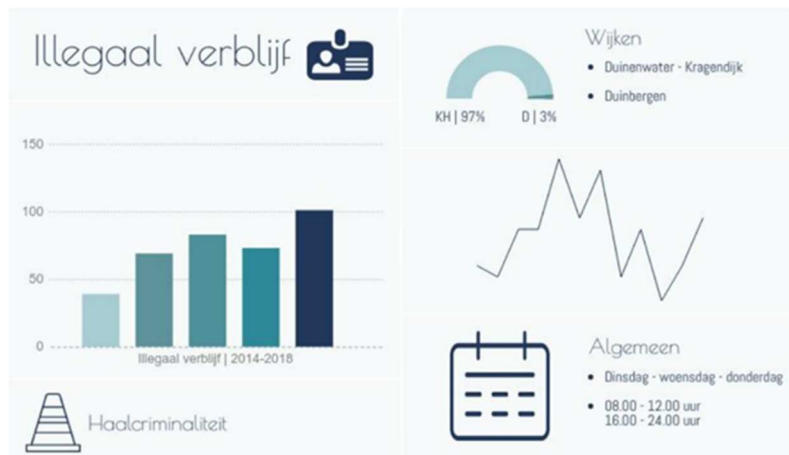 Illegaal verblijf
150
100
50
0
Illegaal verblijf | 2014-2018
Haalcriminaliteit
KH | 97%
D | 3%
Wijken
Duinenwater - Kragendijk
Duinbergen
Algemeen
Dinsdag - woensdag - donderdag
08.00 - 12.00 uur
16.00 - 24.00 uur